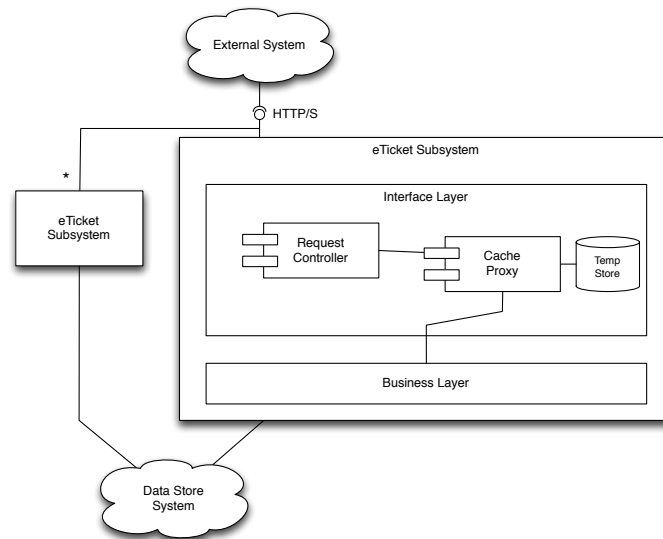 External System
HTTP/S
eTicket Subsystem
*
Interface Layer
eTicket
Subsystem
Request
Controller
Cache
Proxy
Temp
Store
Business Layer
Data Store
System